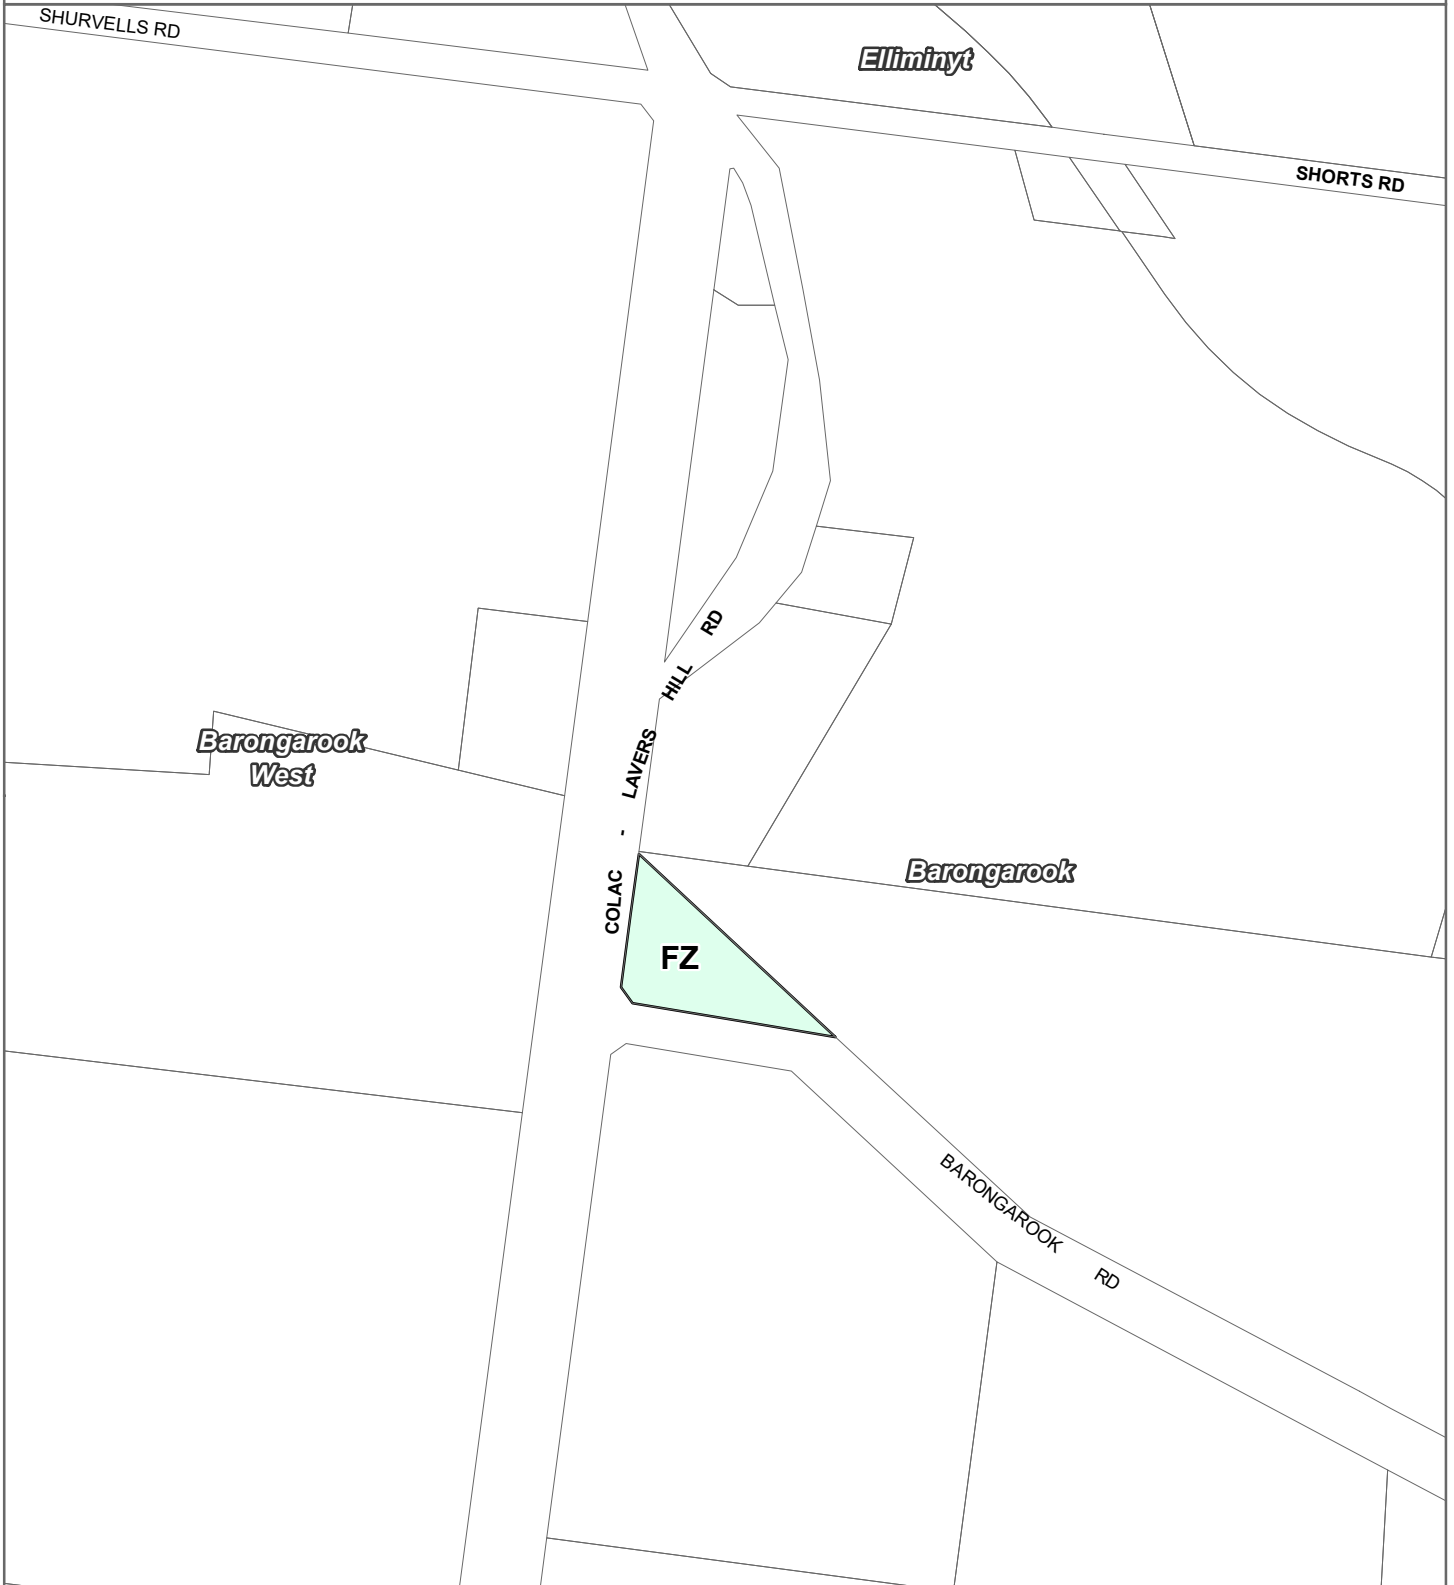 SHURVELLS RD
Elliminyt
SHORTS RD
COLAC - LAVERS HILL RD
Barongarook
West
Barongarook
FZ
BARONGAROOK RD